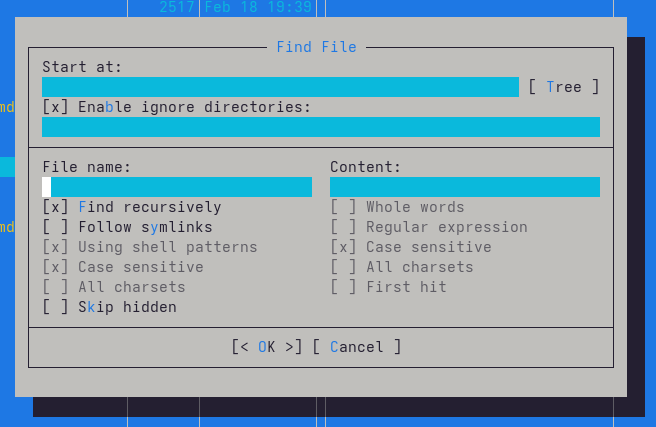 2517 Feb 18 19:39
Find File
Start at:
[ Tree ]
md
[x] Enable ignore directories:
File name:
Content:
[x] Find recursively
[ ] Whole words
md
[ ] Follow symlinks
[ ] Regular expression
[x] Using shell patterns
[x] Case sensitive
[x] Case sensitive
[ ] All charsets
[ ] All charsets
[ ] First hit
[ ] Skip hidden
[< OK >] [ Cancel ]